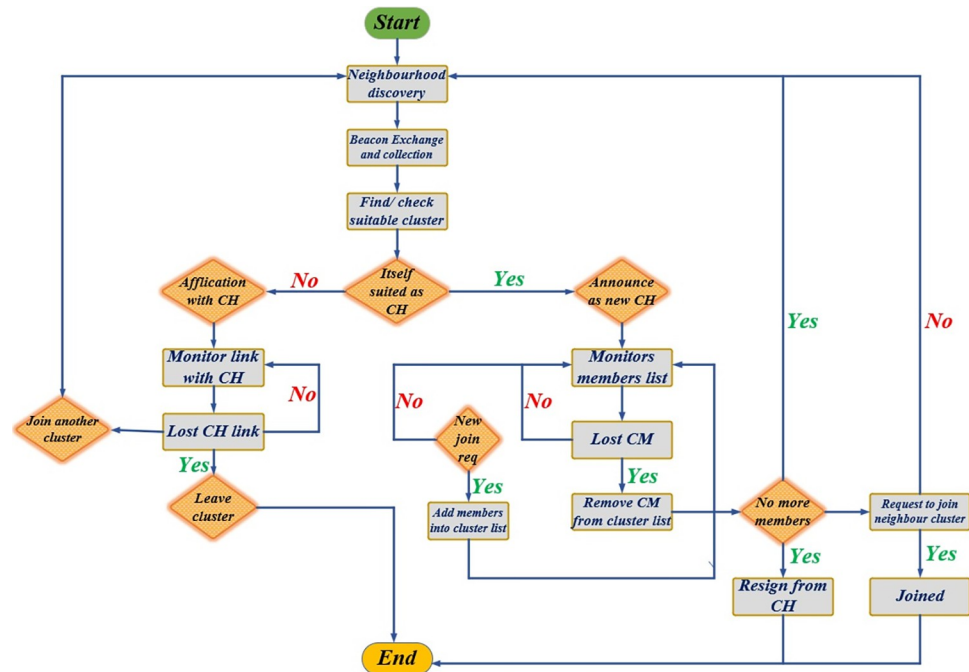 Start
Neighbourhood
discovery
Beacon Exchange
and collection
Find/ check
suitable cluster
Afflication
with CH
No
Itself
suited as
CH
Yes
Announce
as new CH
Yes
No
Monitor link
with CH
No
Monitors
members list
Join another
cluster
Lost CH link
No
New
join
req
No
Lost CM
Yes
Leave
cluster
Yes
Add members
into cluster list
Yes
Remove CM
from cluster list
No more
members
Request to join
neighbour cluster
Yes
Resign from
CH
Yes
Joined
End